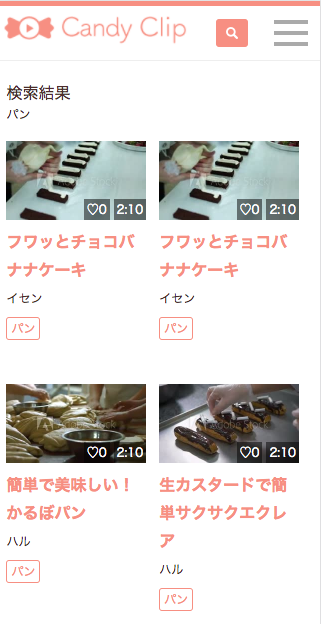 Candy Clip
検索結果
パン
♡0 2:10
♡0 2:10
フワッとチョコバ
ナナケーキ
イセン
パン
フワッとチョコバ
ナナケーキ
イセン
パン
Adobe Stock
♡0 2:10
Adobe Stock
♡0 2:10
簡単で美味しい！
かるぽパン
ハル
パン
生カスタードで簡
単サクサクエクレ
ア
ハル
パン